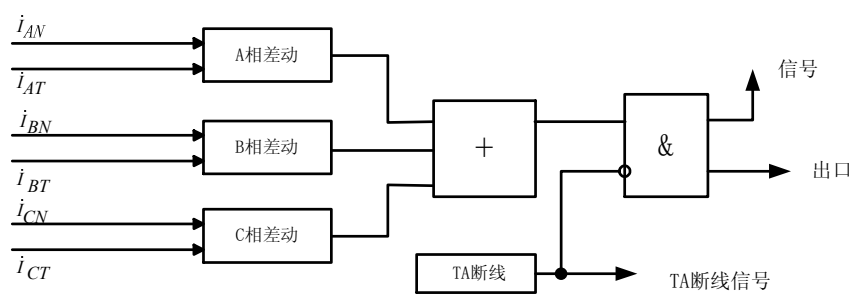 i_AN
A相差动
i_AT
信号
i_BN
B相差动
+
&
i_BT
出口
i_CN
C相差动
i_CT
TA断线
TA断线信号